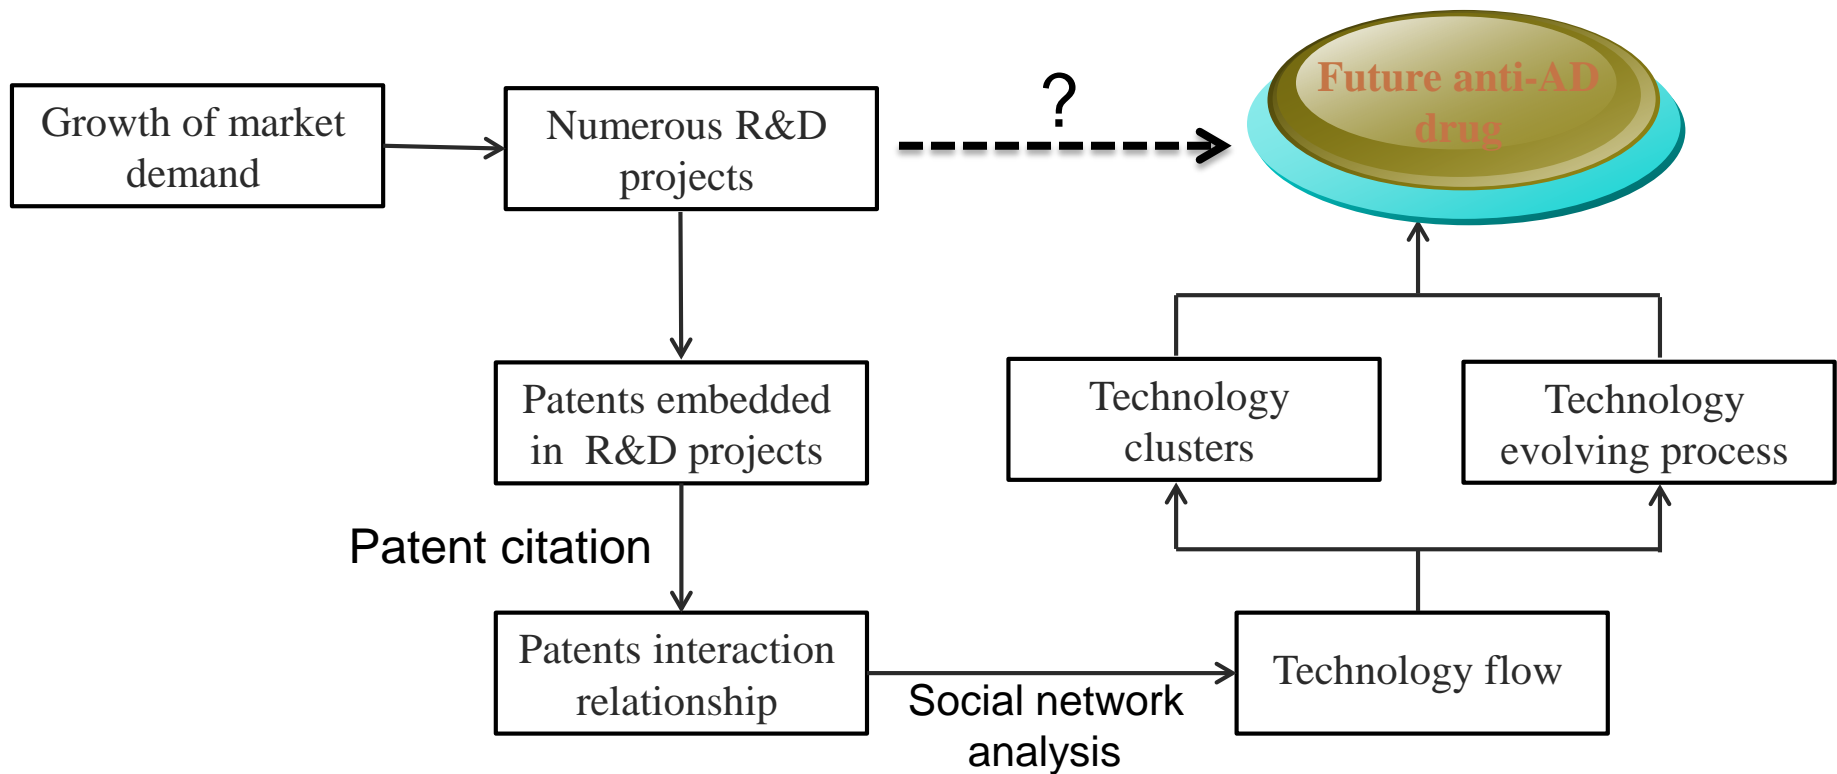 Growth of market
demand
Numerous R&D
projects
?
Future anti-AD
drug
Patents embedded
in R&D projects
Technology
clusters
Technology
evolving process
Patent citation
Patents interaction
relationship
Social network
analysis
Technology flow